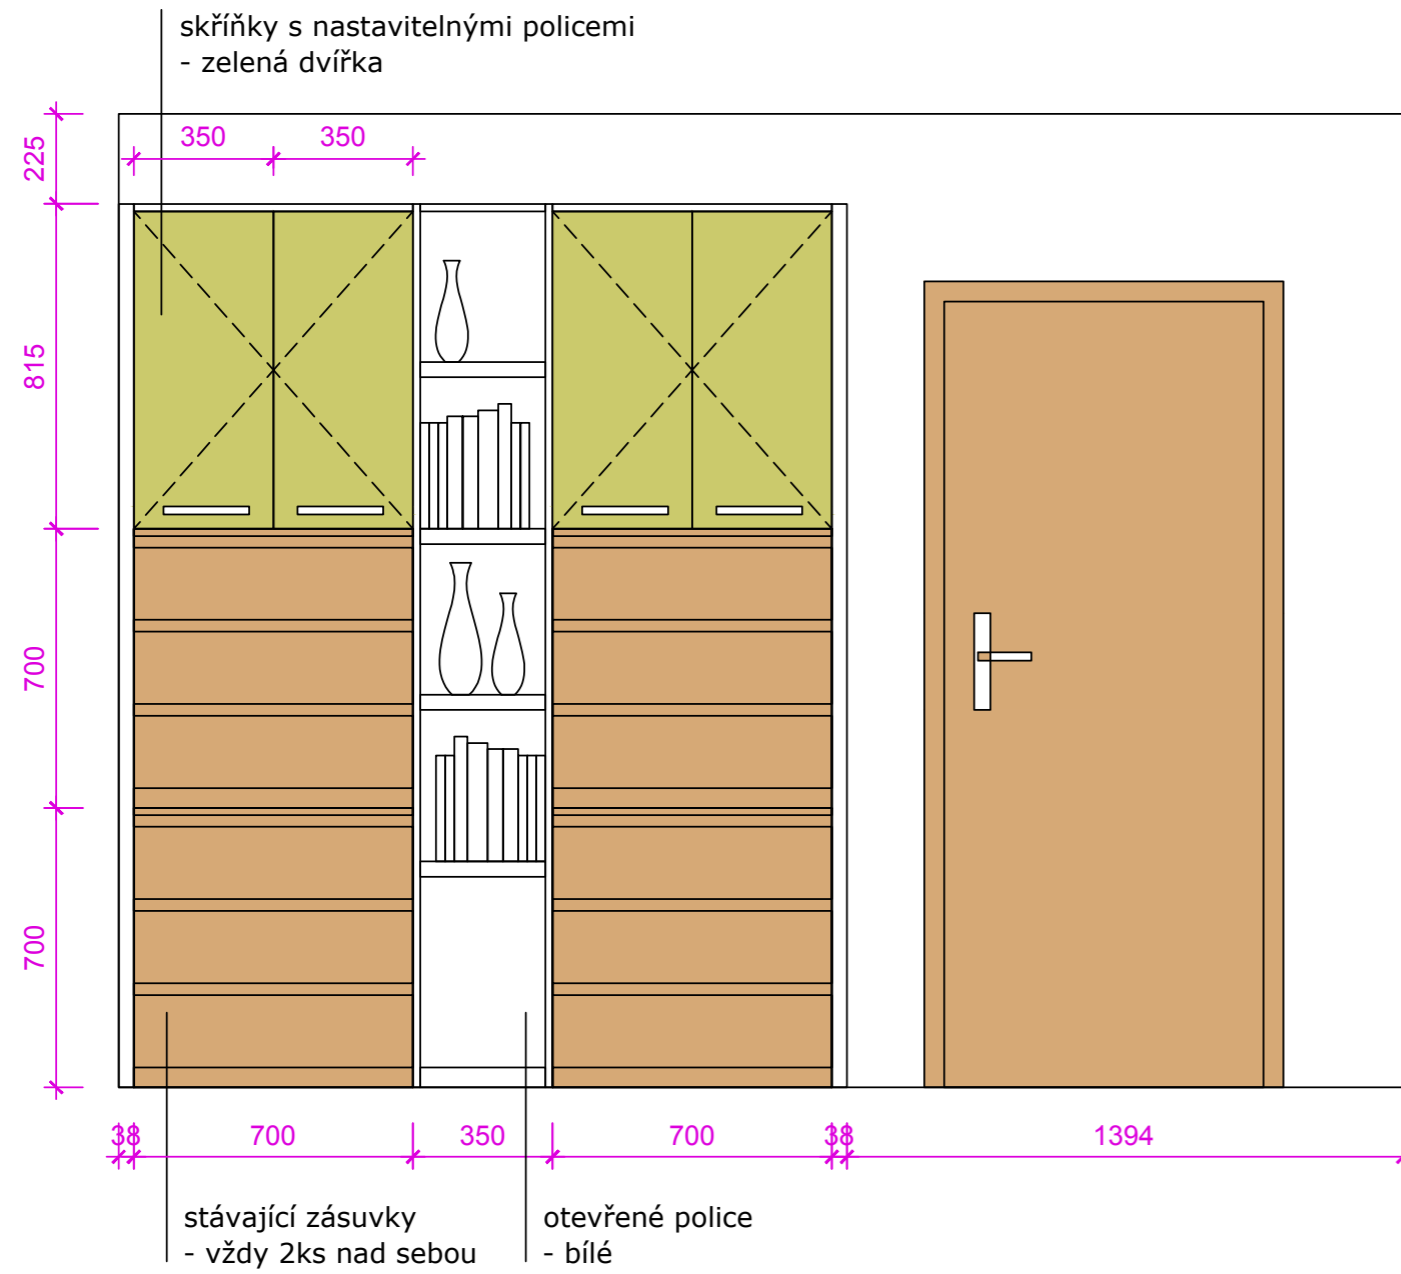 skříňky s nastavitelnými policemi
- zelená dvířka
350 350
225
815
700
700
38 700 350 700 38 1394
stávající zásuvky
- vždy 2ks nad sebou
otevřené police
- bílé